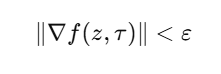 ‖∇f(z, τ)‖ < ε